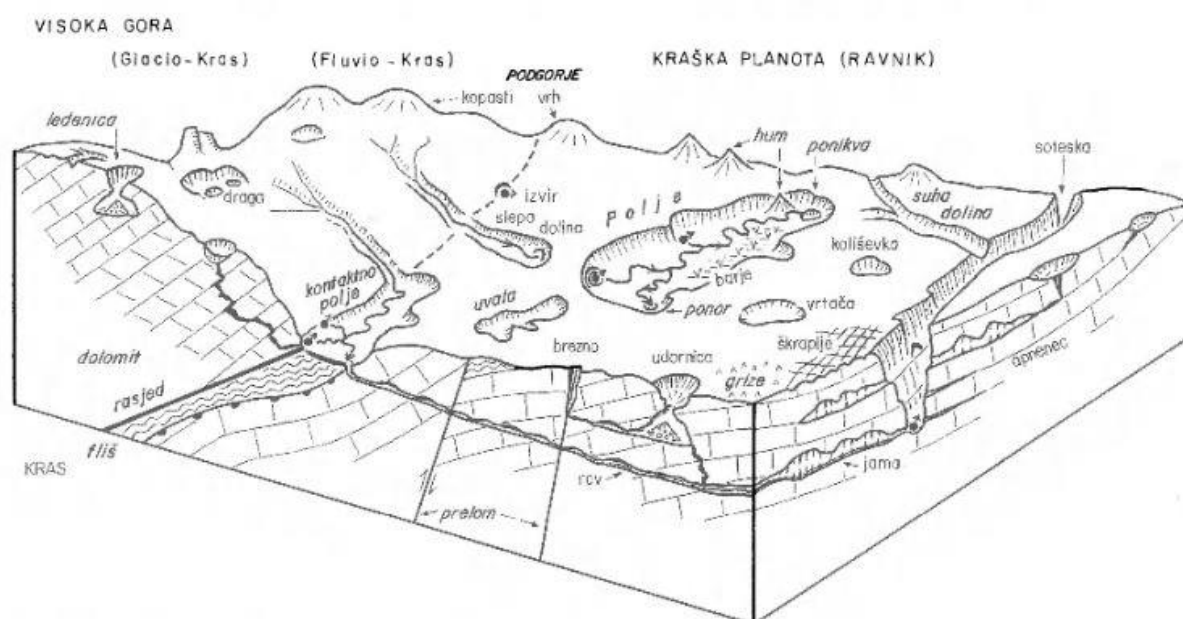 VISOKA GORA
(Glacio-Kras)
(Fluvio-Kras)
PODGORJE
KRAŠKA PLANOTA (RAVNIK)
kopasti vrh
ledenica
hum
ponikva
soteska
draga
izvir
slepa
dolina
polje
suha
dolina
koliševka
kontaktno
polje
barje
uvala
ponor
vrtača
brezno
udornica
škraplje
grize
apnenec
dolomit
rasjed
fliš
KRAS
rov
jama
prelom